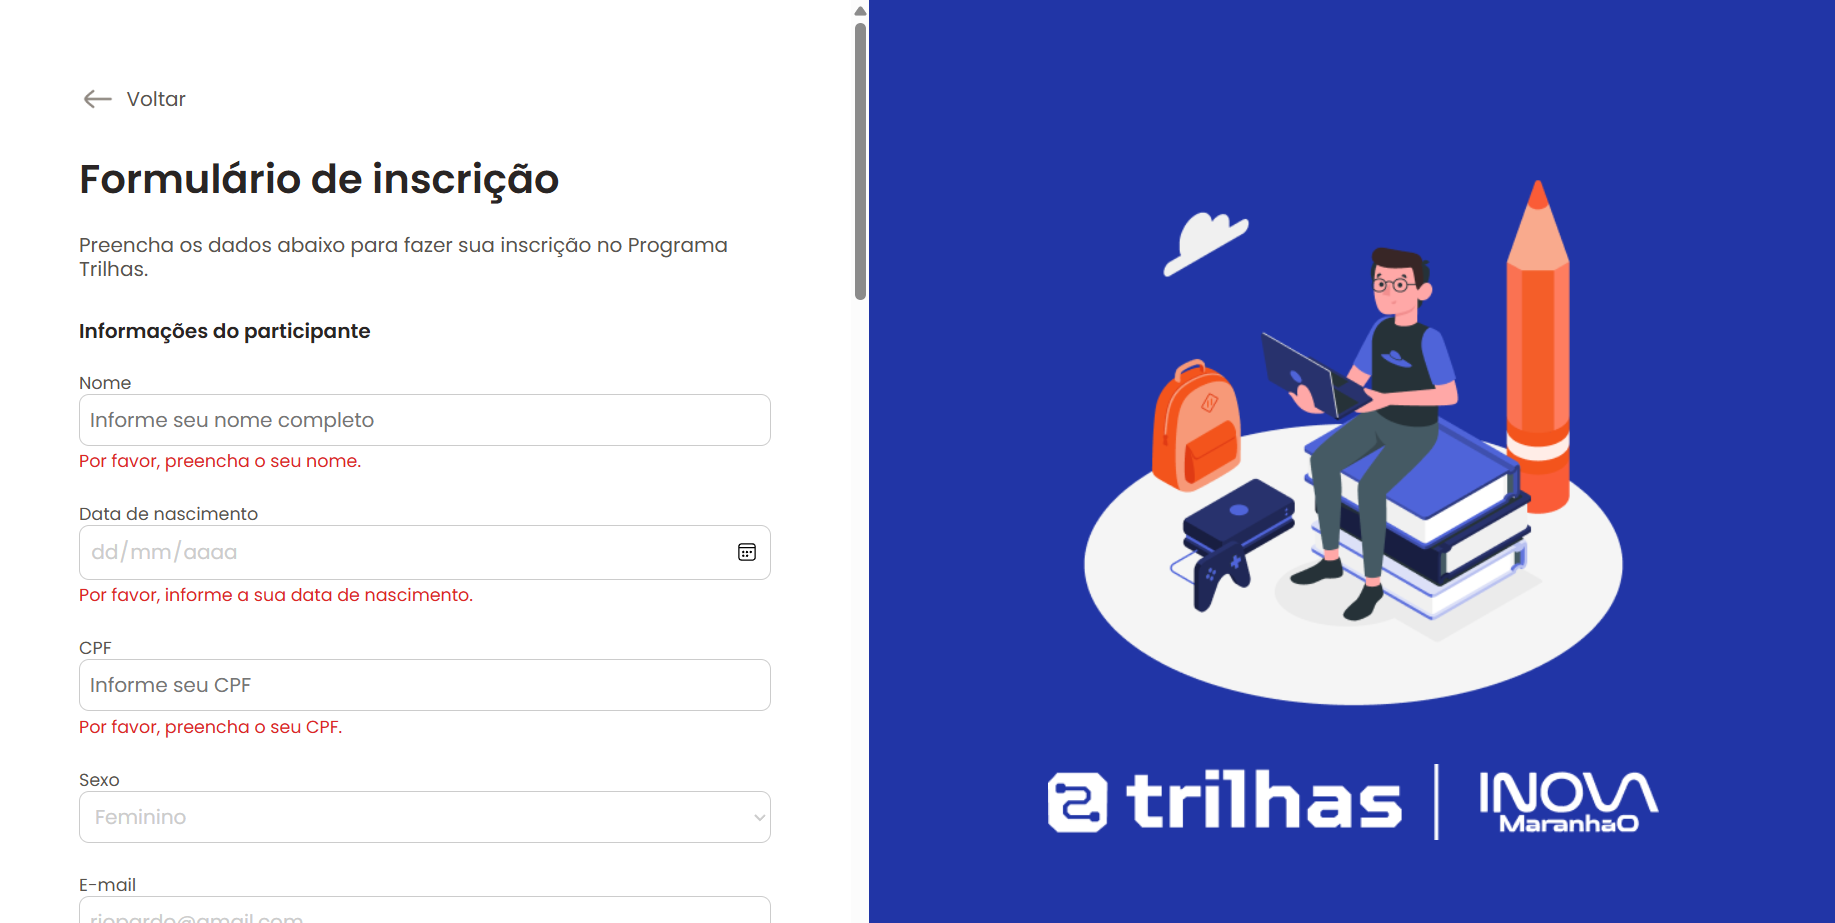 Voltar
Formulário de inscrição
Preencha os dados abaixo para fazer sua inscrição no Programa
Trilhas.
Informações do participante
Nome
Informe seu nome completo
Por favor, preencha o seu nome.
Data de nascimento
dd/mm/aaaa
Por favor, informe a sua data de nascimento.
CPF
Informe seu CPF
Por favor, preencha o seu CPF.
Sexo
Feminino
E-mail
trilhas
INOVA
MaranhãO